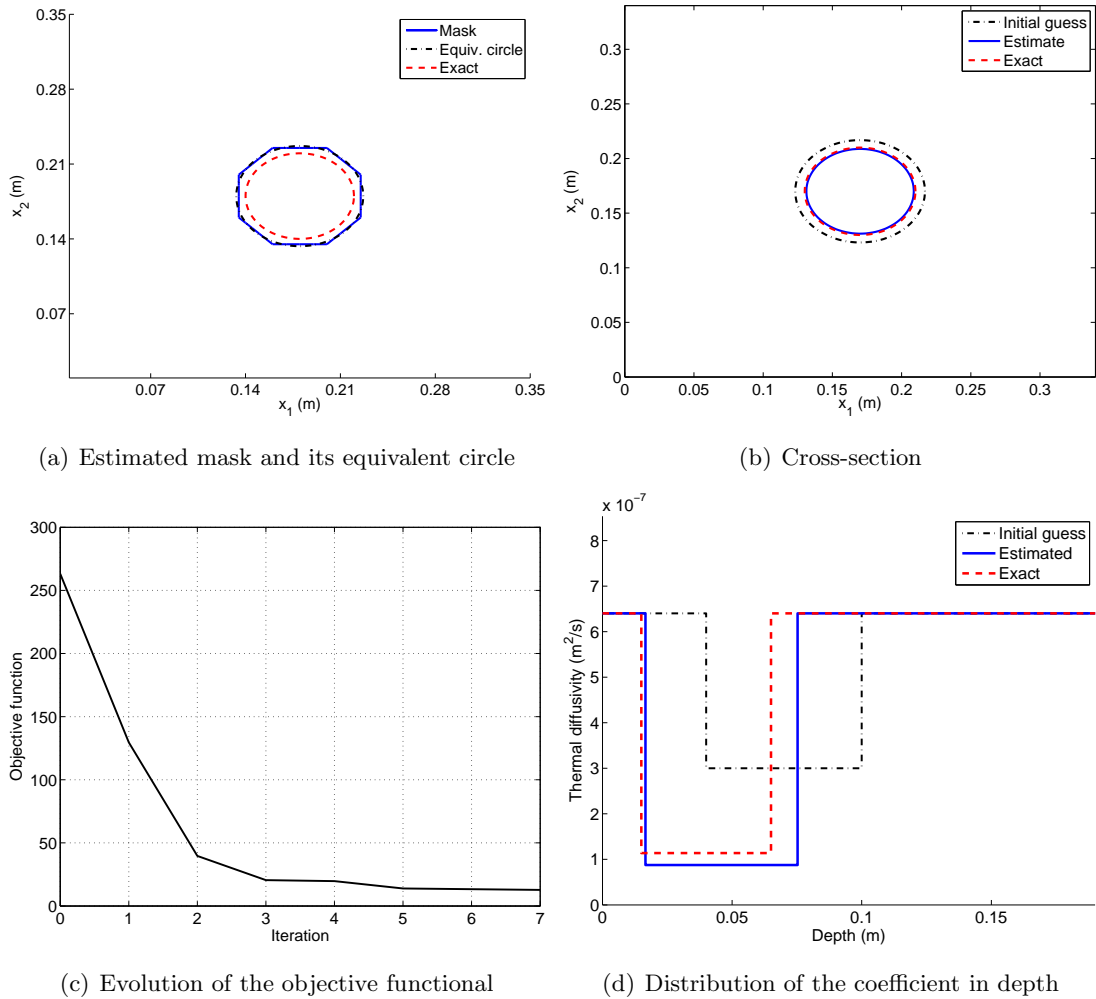 0.35
0.28
0.21
0.14
0.07
x_2 (m)
0.07 0.14 0.21 0.28 0.35
x_1 (m)
Mask
Equiv. circle
Exact
(a) Estimated mask and its equivalent circle
0.3
0.25
0.2
0.15
0.1
0.05
0
x_2 (m)
0 0.05 0.1 0.15 0.2 0.25 0.3
x_1 (m)
Initial guess
Estimate
Exact
(b) Cross-section
300
250
200
150
100
50
0
Objective function
0 1 2 3 4 5 6 7
Iteration
(c) Evolution of the objective functional
x 10^−7
8
7
6
5
4
3
2
1
0
Thermal diffusivity (m^2/s)
0 0.05 0.1 0.15
Depth (m)
Initial guess
Estimated
Exact
(d) Distribution of the coefficient in depth